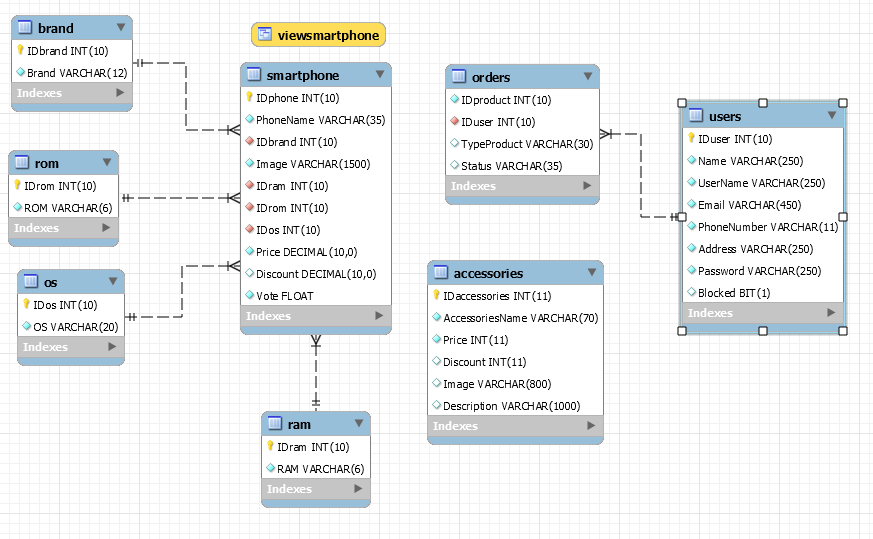 brand
IDbrand INT(10)
Brand VARCHAR(12)
Indexes
viewsmartphone
rom
IDrom INT(10)
ROM VARCHAR(6)
Indexes
os
IDos INT(10)
OS VARCHAR(20)
Indexes
smartphone
IDphone INT(10)
PhoneName VARCHAR(35)
IDbrand INT(10)
Image VARCHAR(1500)
IDram INT(10)
IDrom INT(10)
IDos INT(10)
Price DECIMAL(10,0)
Discount DECIMAL(10,0)
Vote FLOAT
Indexes
ram
IDram INT(10)
RAM VARCHAR(6)
Indexes
orders
IDproduct INT(10)
IDuser INT(10)
TypeProduct VARCHAR(30)
Status VARCHAR(35)
Indexes
accessories
IDaccessories INT(11)
AccessoriesName VARCHAR(70)
Price INT(11)
Discount INT(11)
Image VARCHAR(800)
Description VARCHAR(1000)
Indexes
users
IDuser INT(10)
Name VARCHAR(250)
UserName VARCHAR(250)
Email VARCHAR(450)
PhoneNumber VARCHAR(11)
Address VARCHAR(250)
Password VARCHAR(250)
Blocked BIT(1)
Indexes